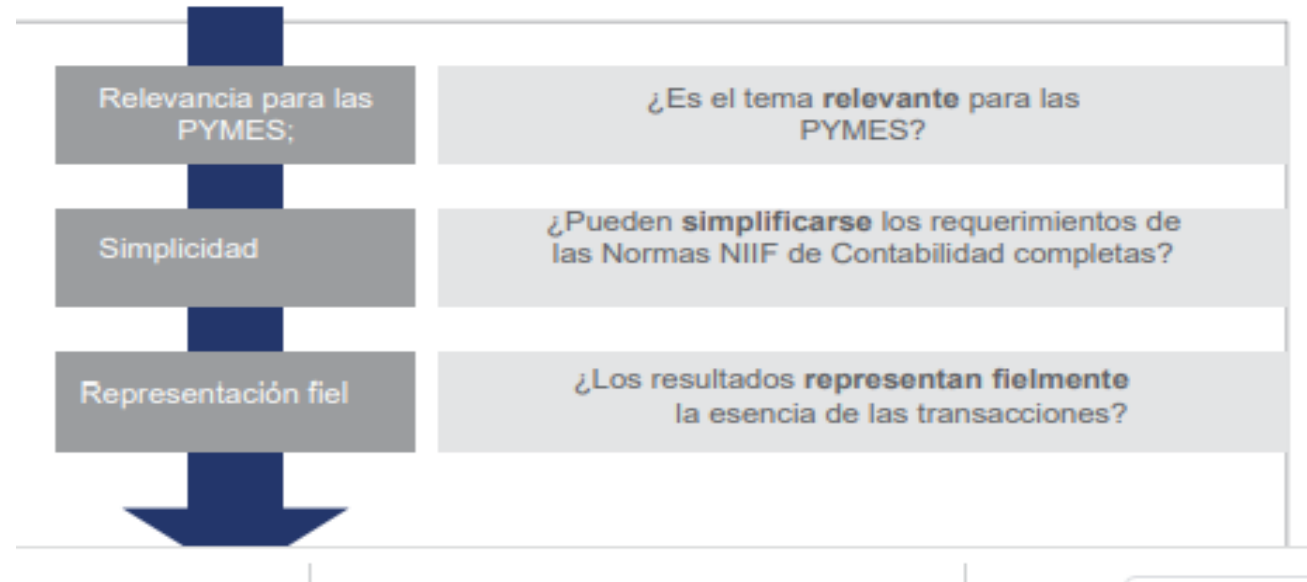 Relevancia para las
PYMES;
¿Es el tema relevante para las
PYMES?
Simplicidad
¿Pueden simplificarse los requerimientos de
las Normas NIIF de Contabilidad completas?
Representación fiel
¿Los resultados representan fielmente
la esencia de las transacciones?